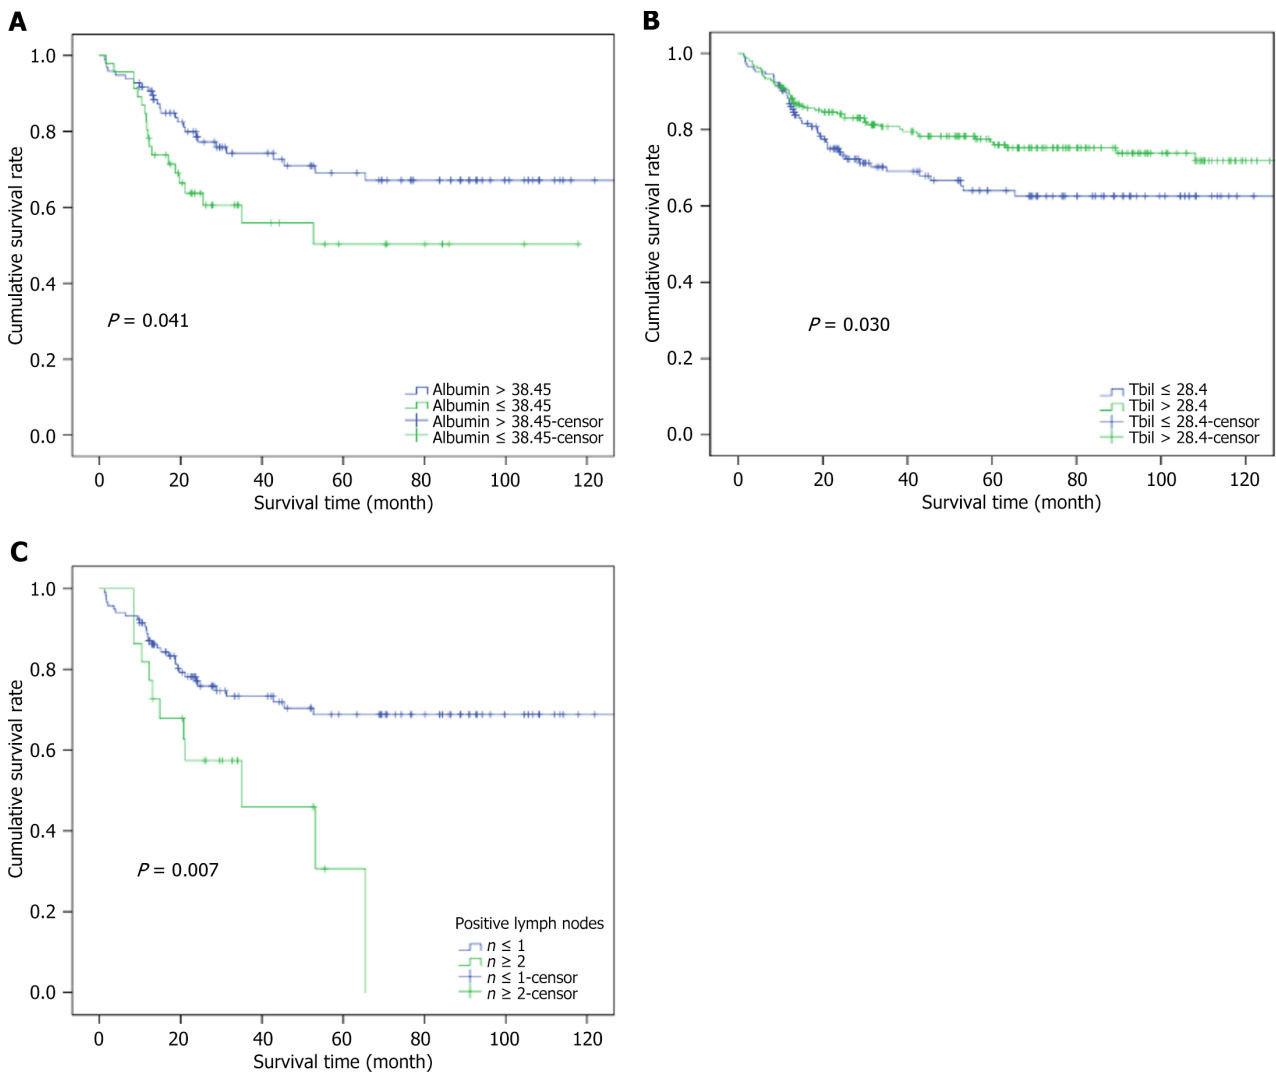 A
Cumulative survival rate
1.0
0.8
0.6
0.4
0.2
0.0
P = 0.041
Albumin > 38.45
Albumin ≤ 38.45
Albumin > 38.45-censor
Albumin ≤ 38.45-censor
0 20 40 60 80 100 120
Survival time (month)
B
Cumulative survival rate
1.0
0.8
0.6
0.4
0.2
0.0
P = 0.030
Tbil ≤ 28.4
Tbil > 28.4
Tbil ≤ 28.4-censor
Tbil > 28.4-censor
0 20 40 60 80 100 120
Survival time (month)
C
Cumulative survival rate
1.0
0.8
0.6
0.4
0.2
0.0
P = 0.007
Positive lymph nodes
n ≤ 1
n ≥ 2
n ≤ 1-censor
n ≥ 2-censor
0 20 40 60 80 100 120
Survival time (month)